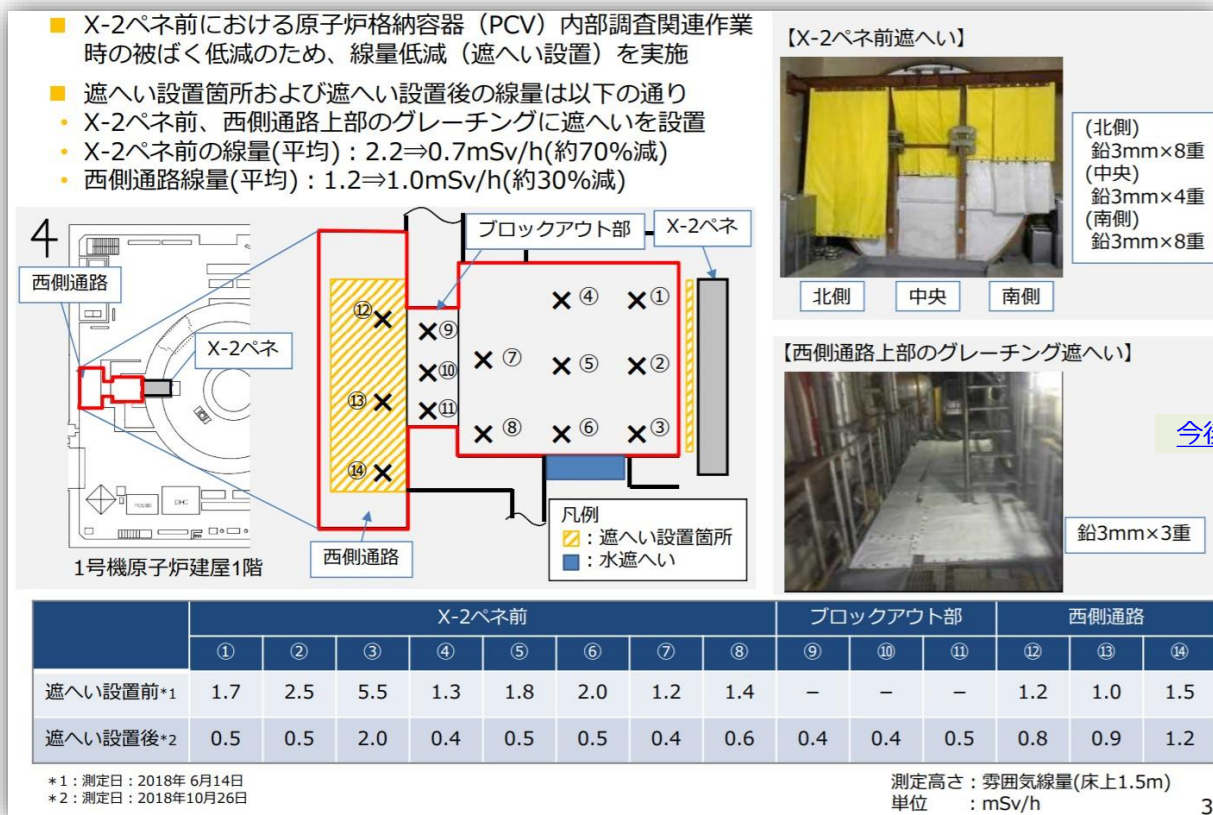 ■ X-2ペネ前における原子炉格納容器（PCV）内部調査関連作業
時の被ばく低減のため、線量低減（遮へい設置）を実施
■ 遮へい設置箇所および遮へい設置後の線量は以下の通り
• X-2ペネ前、西側通路上部のグレーチングに遮へいを設置
• X-2ペネ前の線量(平均)：2.2⇒0.7mSv/h(約70%減)
• 西側通路線量(平均)：1.2⇒1.0mSv/h(約30%減)
【X-2ペネ前遮へい】
(北側)
鉛3mm×8重
(中央)
鉛3mm×4重
(南側)
鉛3mm×8重
北側 中央 南側
4
西側通路
X-2ペネ
1号機原子炉建屋1階
ブロックアウト部
X-2ペネ
④ ①
⑫ ⑨
⑦ ⑤ ②
⑩
⑬ ⑪
⑧ ⑥ ③
⑭
西側通路
凡例
：遮へい設置箇所
：水遮へい
【西側通路上部のグレーチング遮へい】
鉛3mm×3重
今後
X-2ペネ前 ブロックアウト部 西側通路
① ② ③ ④ ⑤ ⑥ ⑦ ⑧ ⑨ ⑩ ⑪ ⑫ ⑬ ⑭
遮へい設置前*1 1.7 2.5 5.5 1.3 1.8 2.0 1.2 1.4 － － － 1.2 1.0 1.5
遮へい設置後*2 0.5 0.5 2.0 0.4 0.5 0.5 0.4 0.6 0.4 0.4 0.5 0.8 0.9 1.2
*1：測定日：2018年 6月14日
*2：測定日：2018年10月26日
測定高さ：雰囲気線量(床上1.5m)
単位　　：mSv/h
3